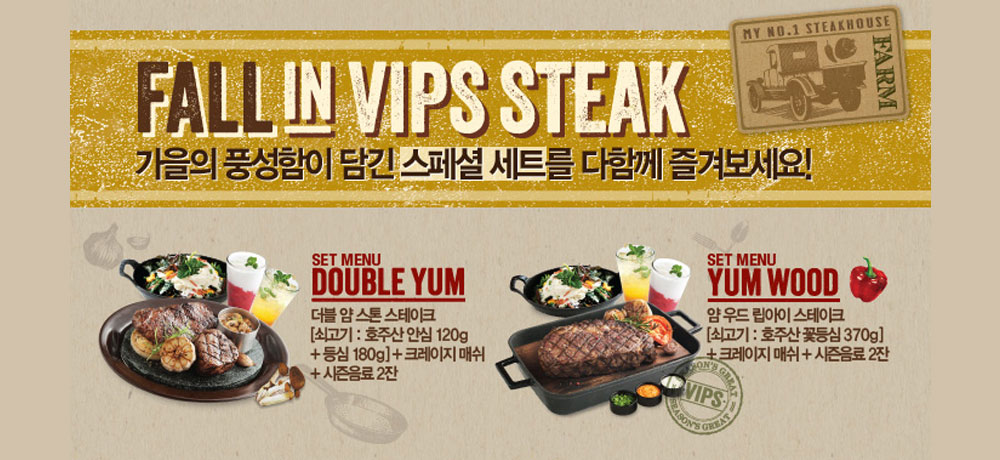 MY NO.1 STEAKHOUSE
FARM
FALL IN VIPS STEAK
가을의 풍성함이 담긴 스페셜 세트를 다함께 즐겨보세요!
SET MENU
DOUBLE YUM
더블 얌 스톤 스테이크
[쇠고기 : 호주산 안심 120g
+ 등심 180g] + 크레이지 매쉬
+ 시즌음료 2잔
SET MENU
YUM WOOD
얌 우드 립아이 스테이크
[쇠고기 : 호주산 꽃등심 370g]
+ 크레이지 매쉬 + 시즌음료 2잔
SEASON'S GREAT
VIPS
SEASON'S GREAT